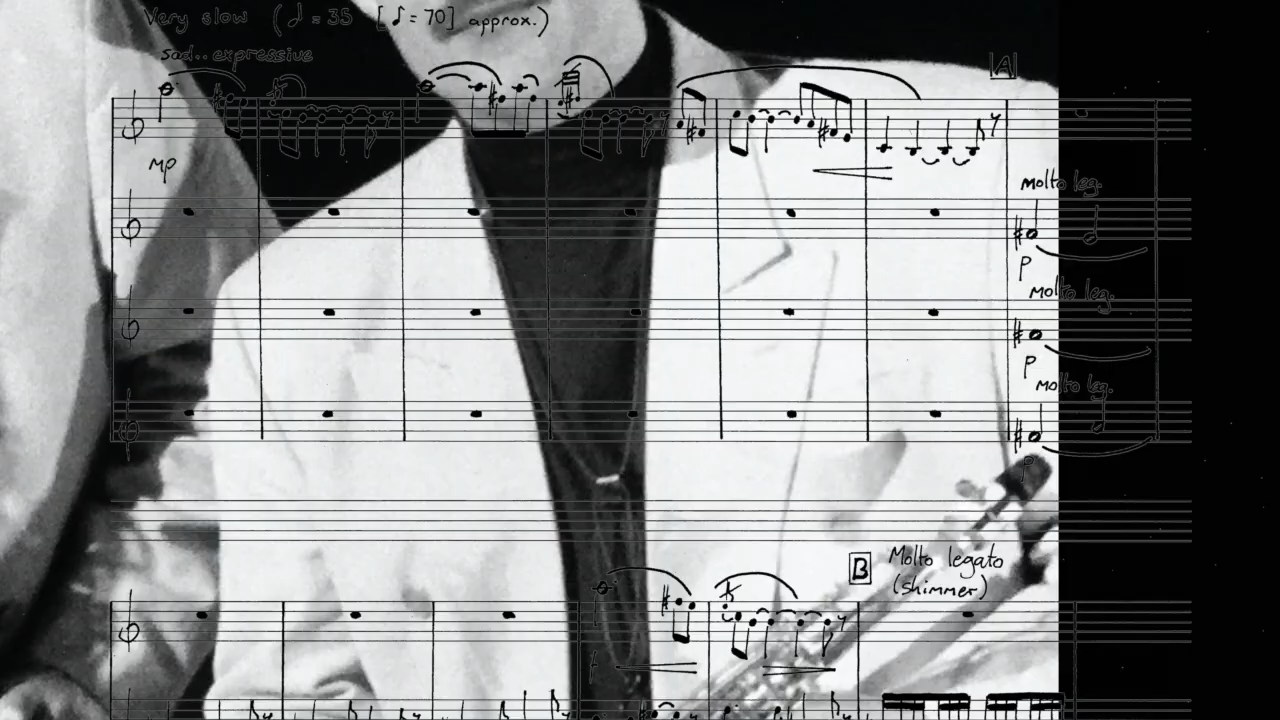 Very slow (𝅗𝅥 = 35 [♪ = 70] approx.)
sad.. expressive
A
mp
Molto leg.
p
Molto leg.
p
Molto leg.
p
B Molto legato
(shimmer)
f